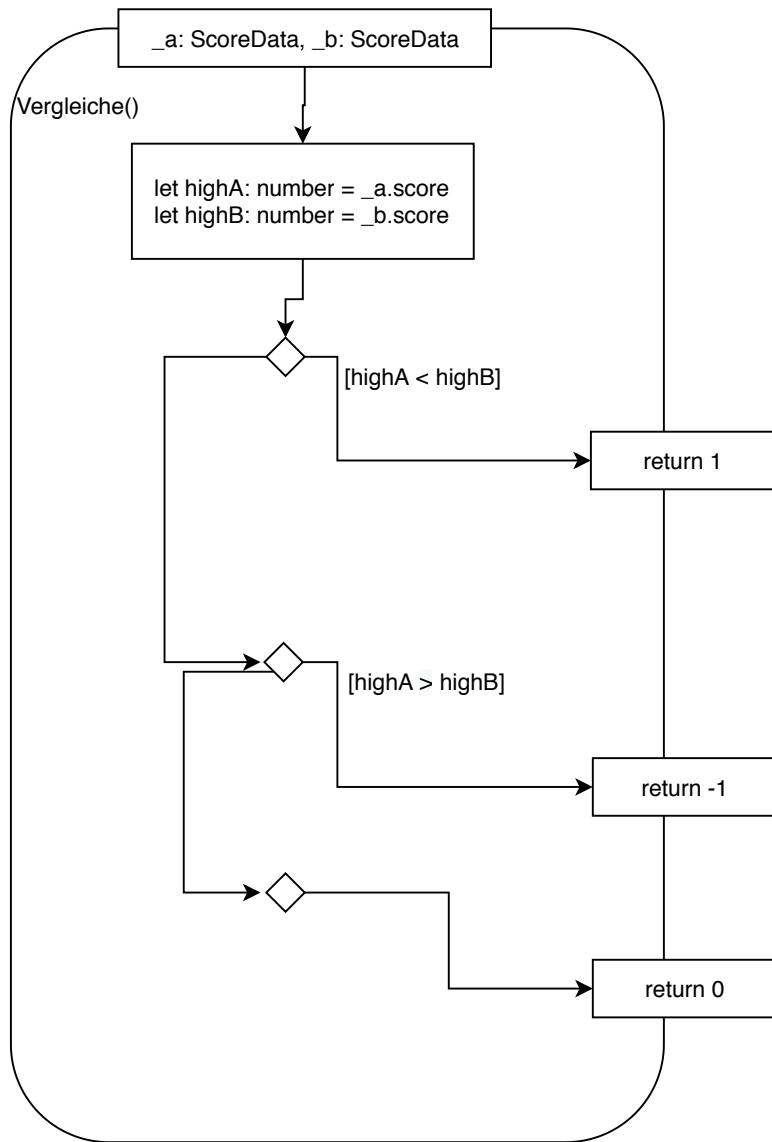 _a: ScoreData, _b: ScoreData
Vergleiche()
let highA: number = _a.score
let highB: number = _b.score
[highA < highB]
return 1
[highA > highB]
return -1
return 0